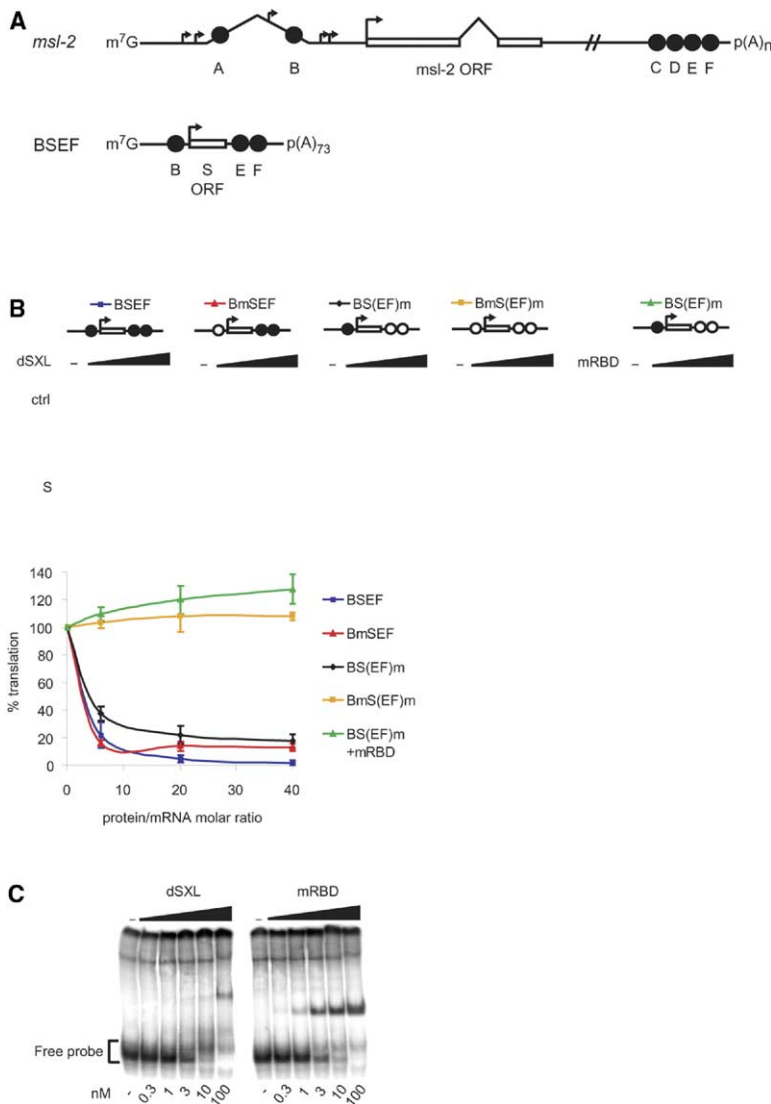 A
msl-2 m⁷G p(A)n
A B msl-2 ORF C D E F
BSEF m⁷G p(A)₇₃
B S E F
ORF
B
BSEF BmSEF BS(EF)m BmS(EF)m BS(EF)m
dSXL – – – – mRBD –
ctrl
S
140
120
100
80
60
40
20
0
% translation
0 10 20 30 40
protein/mRNA molar ratio
BSEF
BmSEF
BS(EF)m
BmS(EF)m
BS(EF)m
+mRBD
C
dSXL mRBD
– –
Free probe
nM - 0.3 1 3 10 100 - 0.3 1 3 10 100